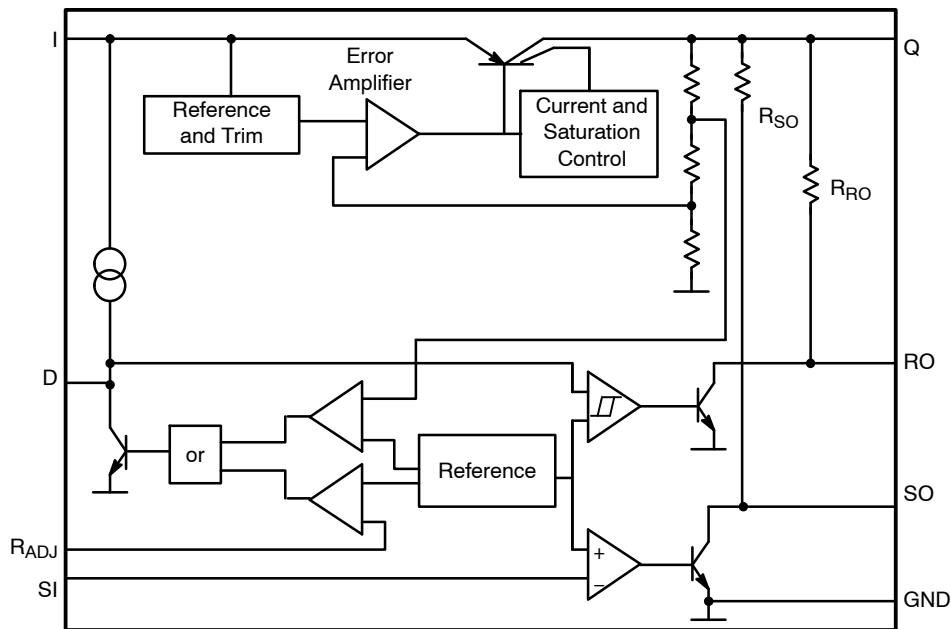 I
Q
Error
Amplifier
Reference
and Trim
Current and
Saturation
Control
RSO
RRO
D
RO
or
Reference
SO
RADJ
SI
+
−
GND